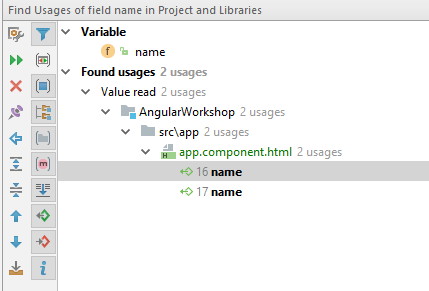 Find Usages of field name in Project and Libraries
Variable
f name
Found usages 2 usages
Value read 2 usages
AngularWorkshop 2 usages
src\app 2 usages
H app.component.html 2 usages
16 name
17 name